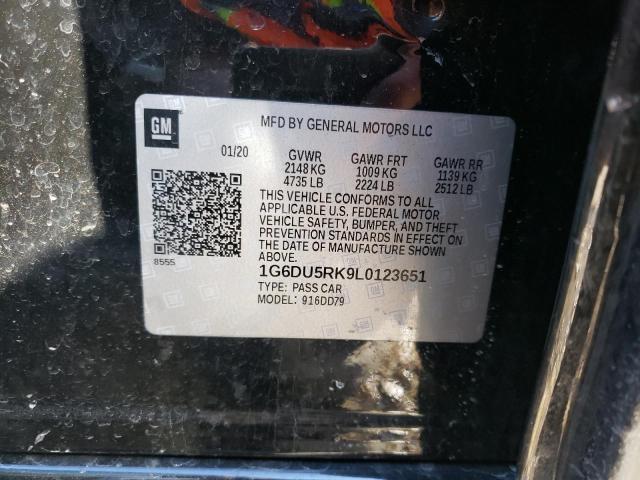 GM
MFD BY GENERAL MOTORS LLC
01/20 GVWR GAWR FRT GAWR RR
2148 KG 1009 KG 1139 KG
4735 LB 2224 LB 2512 LB
THIS VEHICLE CONFORMS TO ALL
APPLICABLE U.S. FEDERAL MOTOR
VEHICLE SAFETY, BUMPER, AND THEFT
PREVENTION STANDARDS IN EFFECT ON
THE DATE OF MANUFACTURE SHOWN
ABOVE.
8555
1G6DU5RK9L0123651
TYPE: PASS CAR
MODEL: 916DD79